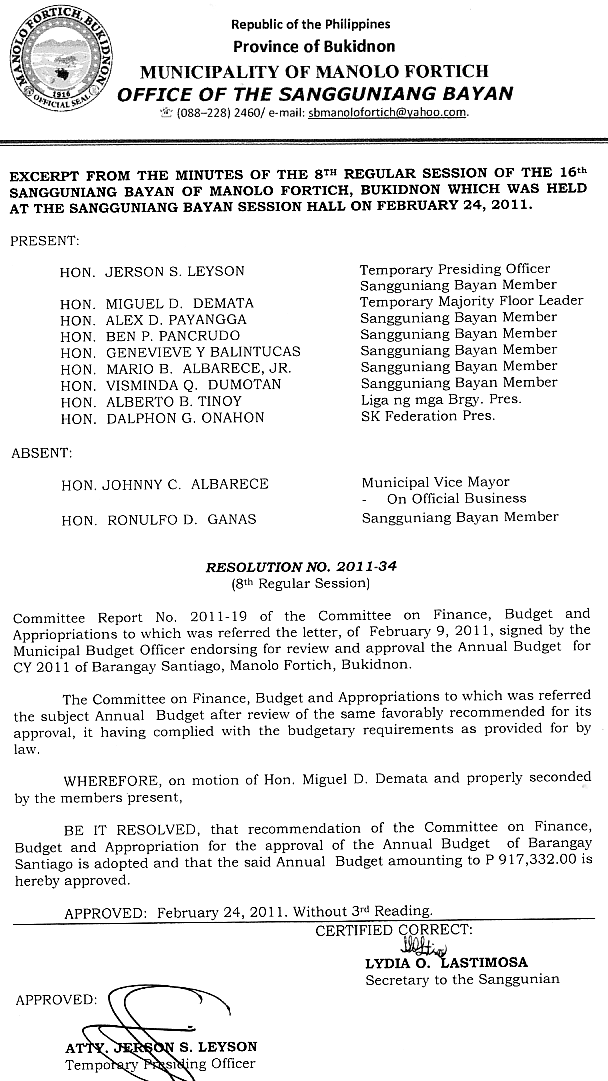 MANOLO FORTICH, BUKIDNON
1916
OFFICIAL SEAL
Republic of the Philippines
Province of Bukidnon
MUNICIPALITY OF MANOLO FORTICH
OFFICE OF THE SANGGUNIANG BAYAN
☏ (088–228) 2460/ e-mail: sbmanolofortich@yahoo.com.
EXCERPT FROM THE MINUTES OF THE 8TH REGULAR SESSION OF THE 16th
SANGGUNIANG BAYAN OF MANOLO FORTICH, BUKIDNON WHICH WAS HELD
AT THE SANGGUNIANG BAYAN SESSION HALL ON FEBRUARY 24, 2011.
PRESENT:
HON. JERSON S. LEYSON Temporary Presiding Officer
Sangguniang Bayan Member
HON. MIGUEL D. DEMATA Temporary Majority Floor Leader
HON. ALEX D. PAYANGGA Sangguniang Bayan Member
HON. BEN P. PANCRUDO Sangguniang Bayan Member
HON. GENEVIEVE Y BALINTUCAS Sangguniang Bayan Member
HON. MARIO B. ALBARECE, JR. Sangguniang Bayan Member
HON. VISMINDA Q. DUMOTAN Sangguniang Bayan Member
HON. ALBERTO B. TINOY Liga ng mga Brgy. Pres.
HON. DALPHON G. ONAHON SK Federation Pres.
ABSENT:
HON. JOHNNY C. ALBARECE Municipal Vice Mayor
- On Official Business
HON. RONULFO D. GANAS Sangguniang Bayan Member
RESOLUTION NO. 2011-34
(8th Regular Session)
Committee Report No. 2011-19 of the Committee on Finance, Budget and
Appriopriations to which was referred the letter, of February 9, 2011, signed by the
Municipal Budget Officer endorsing for review and approval the Annual Budget for
CY 2011 of Barangay Santiago, Manolo Fortich, Bukidnon.
The Committee on Finance, Budget and Appropriations to which was referred
the subject Annual Budget after review of the same favorably recommended for its
approval, it having complied with the budgetary requirements as provided for by
law.
WHEREFORE, on motion of Hon. Miguel D. Demata and properly seconded
by the members present,
BE IT RESOLVED, that recommendation of the Committee on Finance,
Budget and Appropriation for the approval of the Annual Budget of Barangay
Santiago is adopted and that the said Annual Budget amounting to P 917,332.00 is
hereby approved.
APPROVED: February 24, 2011. Without 3rd Reading.
CERTIFIED CORRECT:
LYDIA O. LASTIMOSA
Secretary to the Sanggunian
APPROVED:
ATTY. JERSON S. LEYSON
Temporary Presiding Officer